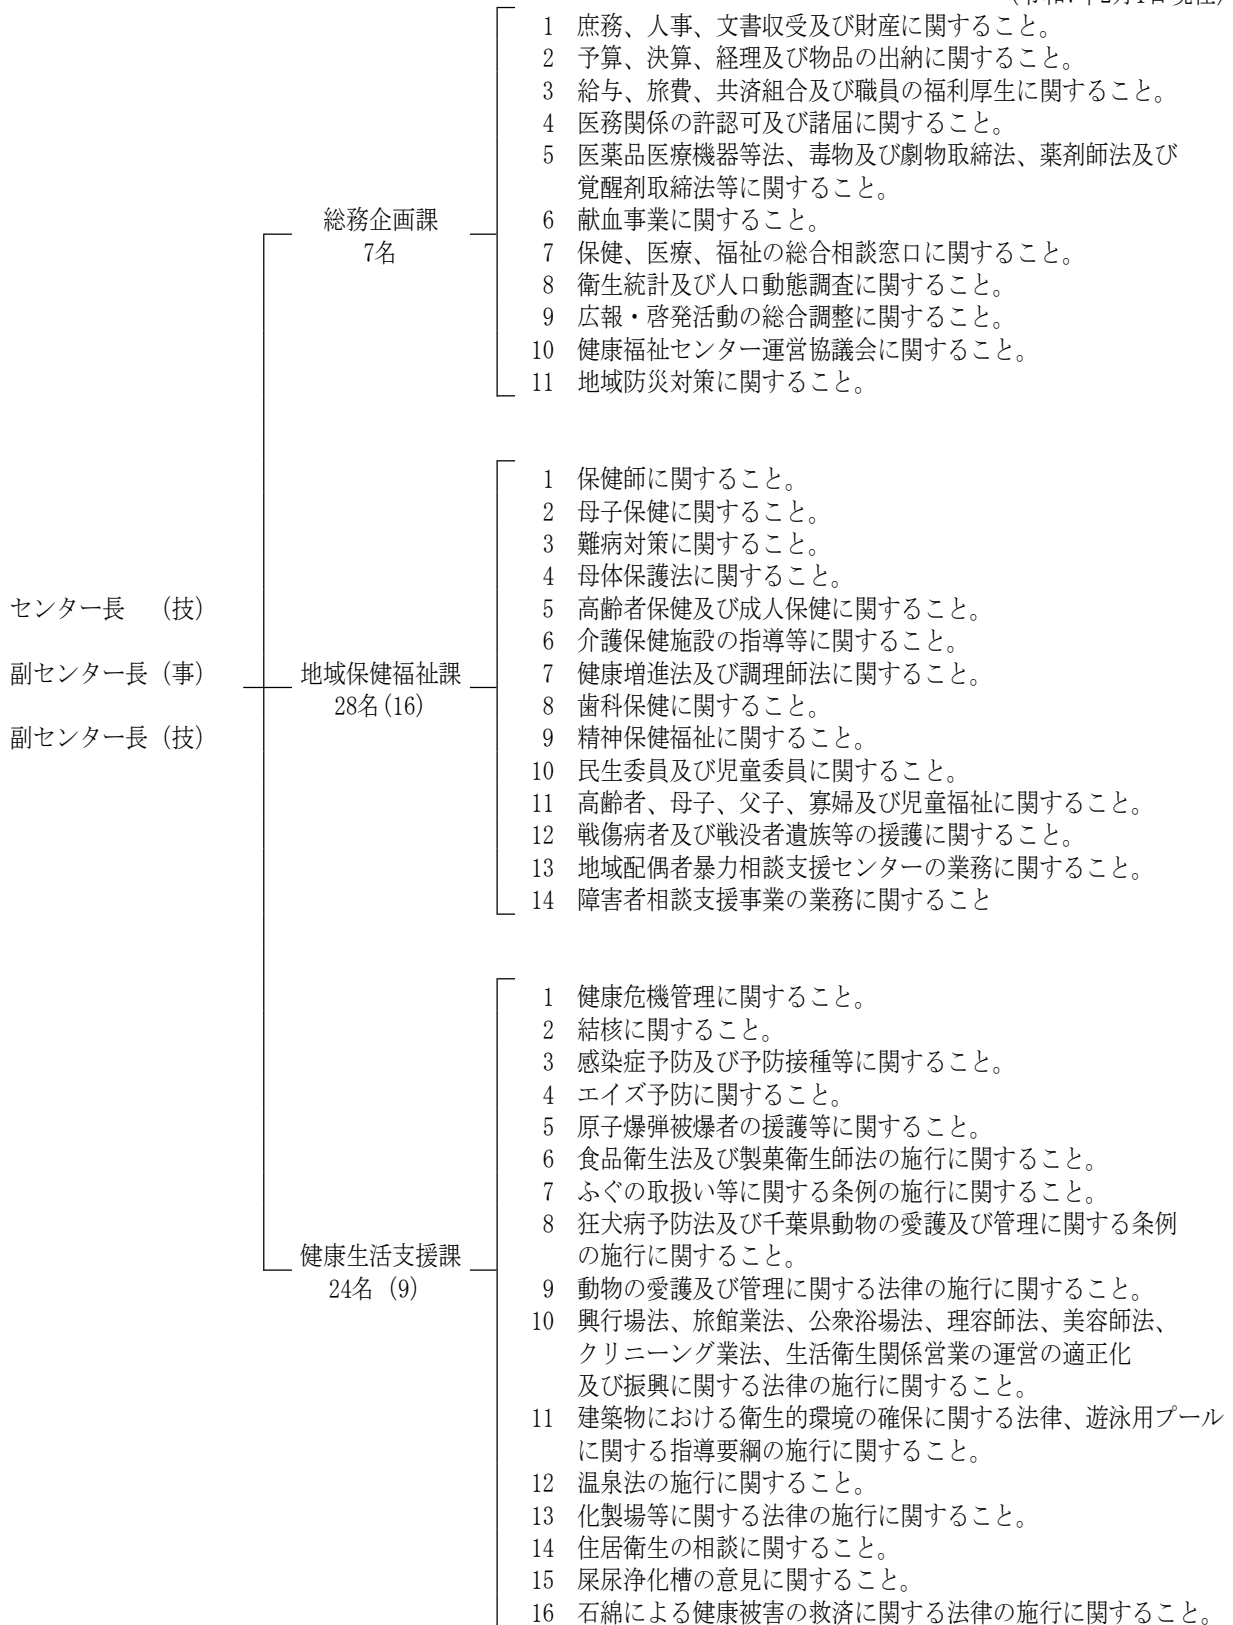 1 庶務、人事、文書収受及び財産に関すること。
2 予算、決算、経理及び物品の出納に関すること。
3 給与、旅費、共済組合及び職員の福利厚生に関すること。
4 医務関係の許認可及び諸届に関すること。
5 医薬品医療機器等法、毒物及び劇物取締法、薬剤師法及び
覚醒剤取締法等に関すること。
総務企画課
7名
6 献血事業に関すること。
7 保健、医療、福祉の総合相談窓口に関すること。
8 衛生統計及び人口動態調査に関すること。
9 広報・啓発活動の総合調整に関すること。
10 健康福祉センター運営協議会に関すること。
11 地域防災対策に関すること。
センター長 (技)
副センター長 (事)
副センター長 (技)
地域保健福祉課
28名(16)
1 保健師に関すること。
2 母子保健に関すること。
3 難病対策に関すること。
4 母体保護法に関すること。
5 高齢者保健及び成人保健に関すること。
6 介護保健施設の指導等に関すること。
7 健康増進法及び調理師法に関すること。
8 歯科保健に関すること。
9 精神保健福祉に関すること。
10 民生委員及び児童委員に関すること。
11 高齢者、母子、父子、寡婦及び児童福祉に関すること。
12 戦傷病者及び戦没者遺族等の援護に関すること。
13 地域配偶者暴力相談支援センターの業務に関すること。
14 障害者相談支援事業の業務に関すること
健康生活支援課
24名 (9)
1 健康危機管理に関すること。
2 結核に関すること。
3 感染症予防及び予防接種等に関すること。
4 エイズ予防に関すること。
5 原子爆弾被爆者の援護等に関すること。
6 食品衛生法及び製菓衛生師法の施行に関すること。
7 ふぐの取扱い等に関する条例の施行に関すること。
8 狂犬病予防法及び千葉県動物の愛護及び管理に関する条例
の施行に関すること。
9 動物の愛護及び管理に関する法律の施行に関すること。
10 興行場法、旅館業法、公衆浴場法、理容師法、美容師法、
クリーニング業法、生活衛生関係営業の運営の適正化
及び振興に関する法律の施行に関すること。
11 建築物における衛生的環境の確保に関する法律、遊泳用プール
に関する指導要綱の施行に関すること。
12 温泉法の施行に関すること。
13 化製場等に関する法律の施行に関すること。
14 住居衛生の相談に関すること。
15 屎尿浄化槽の意見に関すること。
16 石綿による健康被害の救済に関する法律の施行に関すること。